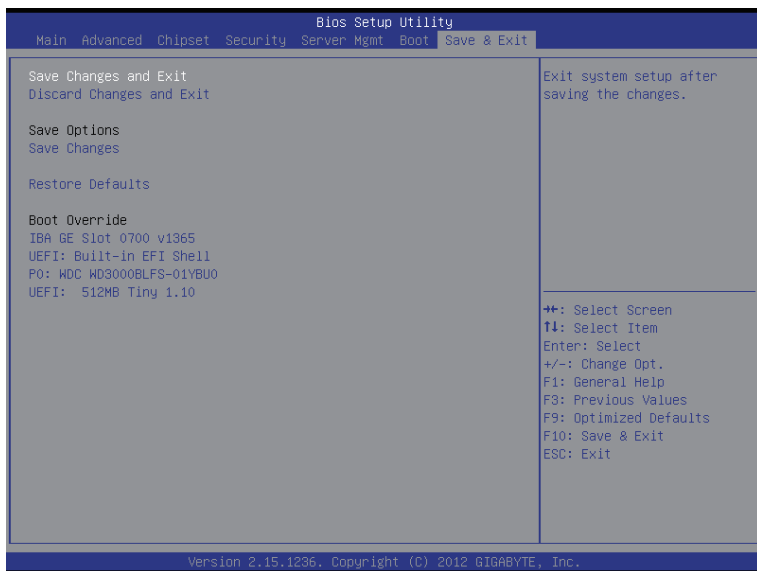 Bios Setup Utility
Main Advanced Chipset Security Server Mgmt Boot Save & Exit
Save Changes and Exit
Discard Changes and Exit
Save Options
Save Changes
Restore Defaults
Boot Override
IBA GE Slot 0700 v1365
UEFI: Built-in EFI Shell
P0: WDC WD3000BLFS-01YBU0
UEFI: 512MB Tiny 1.10
Exit system setup after
saving the changes.
→←: Select Screen
↑↓: Select Item
Enter: Select
+/-: Change Opt.
F1: General Help
F3: Previous Values
F9: Optimized Defaults
F10: Save & Exit
ESC: Exit
Version 2.15.1236. Copyright (C) 2012 GIGABYTE, Inc.